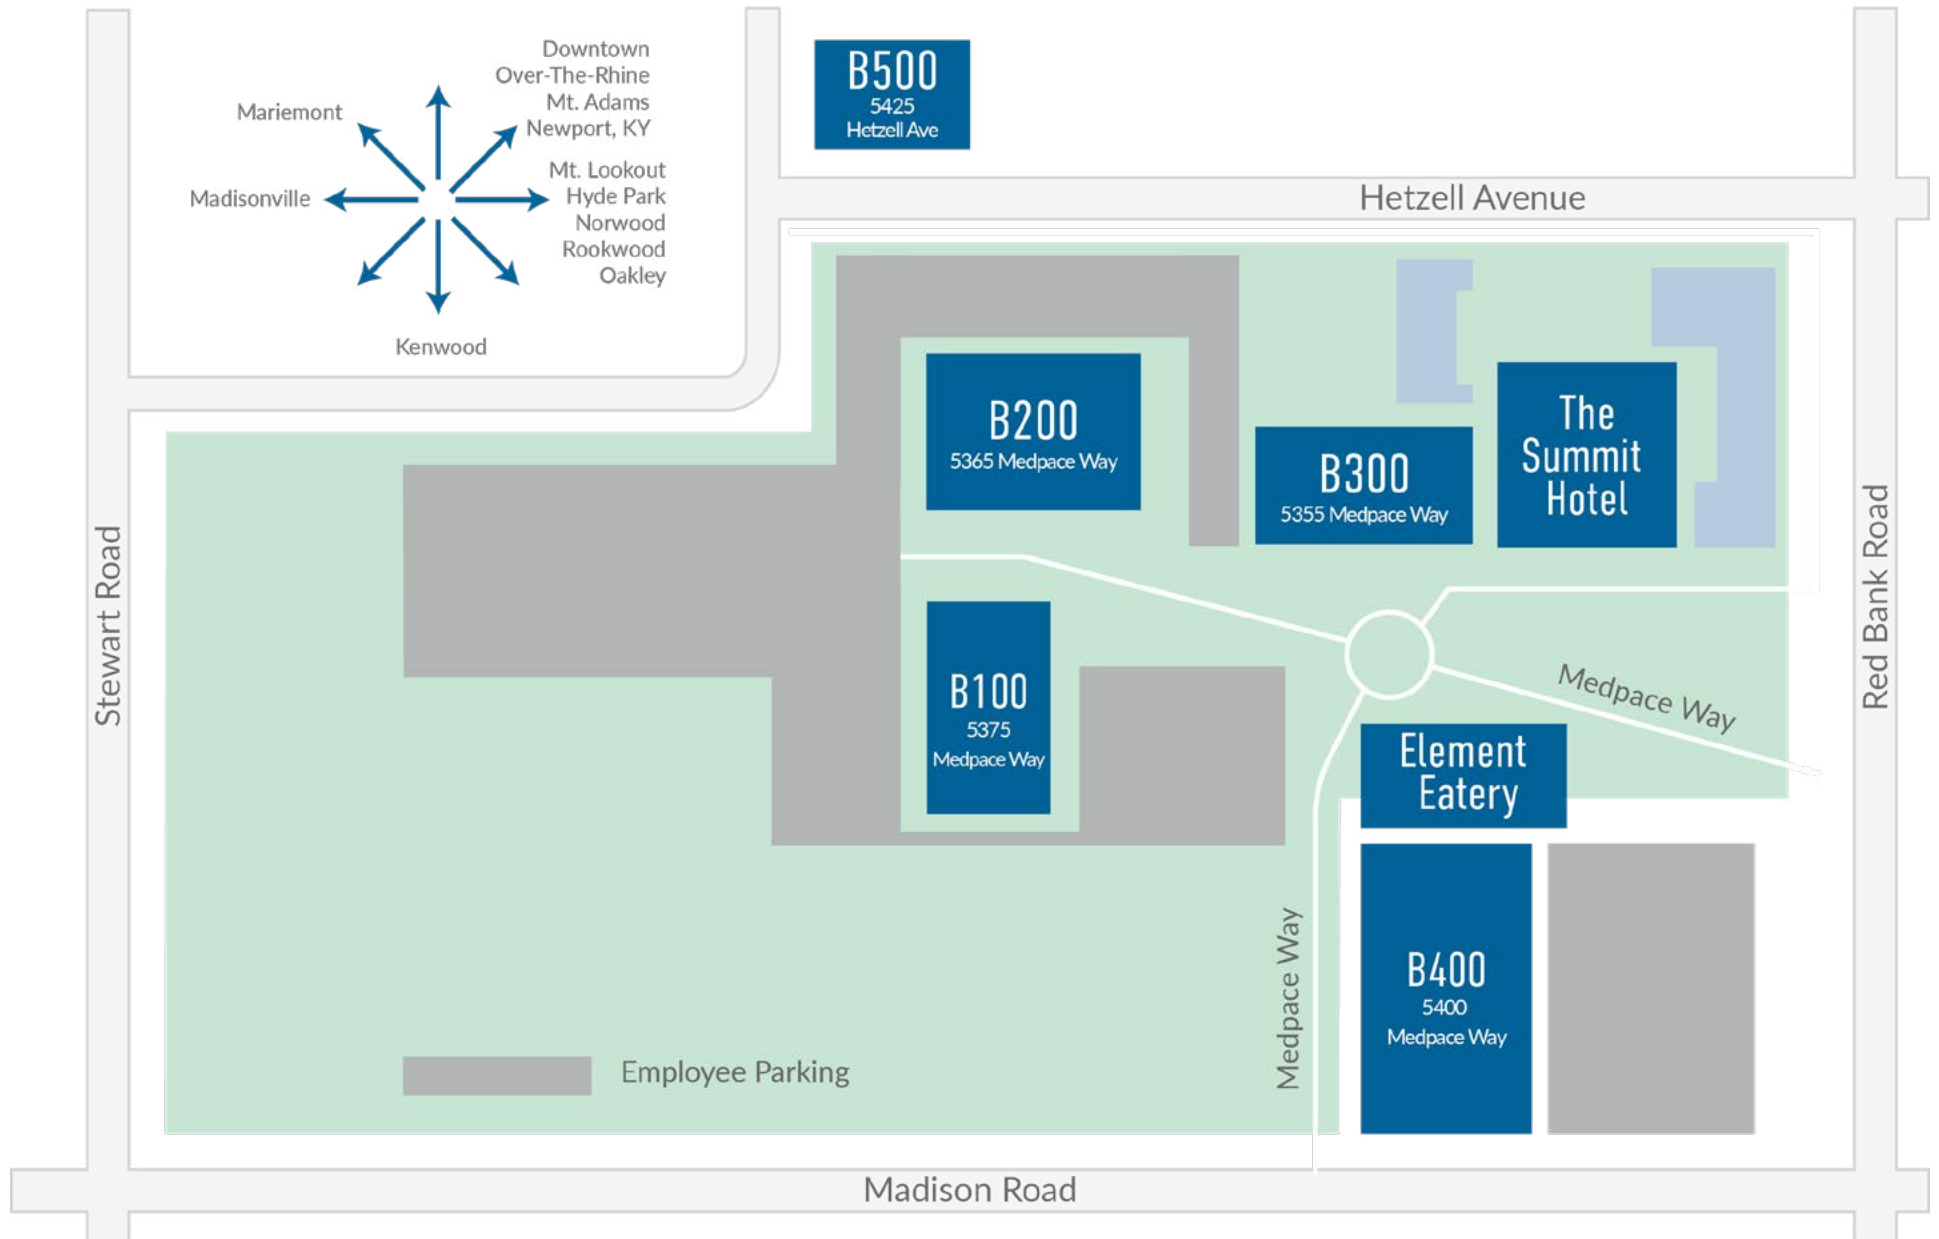 Downtown
Over-The-Rhine
Mt. Adams
Newport, KY
Mariemont
Mt. Lookout
Hyde Park
Norwood
Rookwood
Oakley
Madisonville
Kenwood
B500
5425
Hetzell Ave
Hetzell Avenue
B200
5365 Medpace Way
B300
5355 Medpace Way
The
Summit
Hotel
Stewart Road
Red Bank Road
B100
5375
Medpace Way
Medpace Way
Element
Eatery
Medpace Way
B400
5400
Medpace Way
Employee Parking
Madison Road